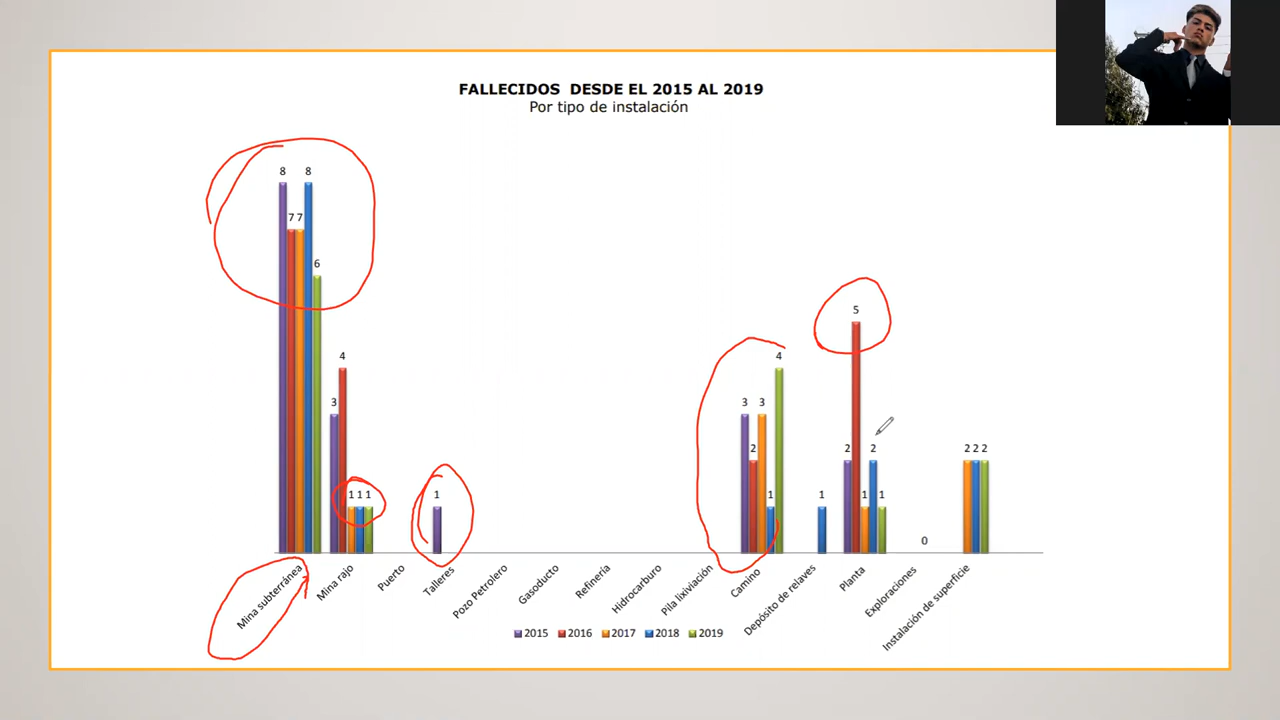 FALLECIDOS DESDE EL 2015 AL 2019
Por tipo de instalación
8
7
7
8
6
3
4
1
1
1
1
3
2
3
1
4
1
2
5
1
2
1
0
2
2
2
Mina subterránea
Mina rajo
Puerto
Talleres
Pozo Petrolero
Gasoducto
Refinería
Hidrocarburo
Pila lixiviación
Camino
Depósito de relaves
Planta
Exploraciones
Instalación de superficie
2015 2016 2017 2018 2019